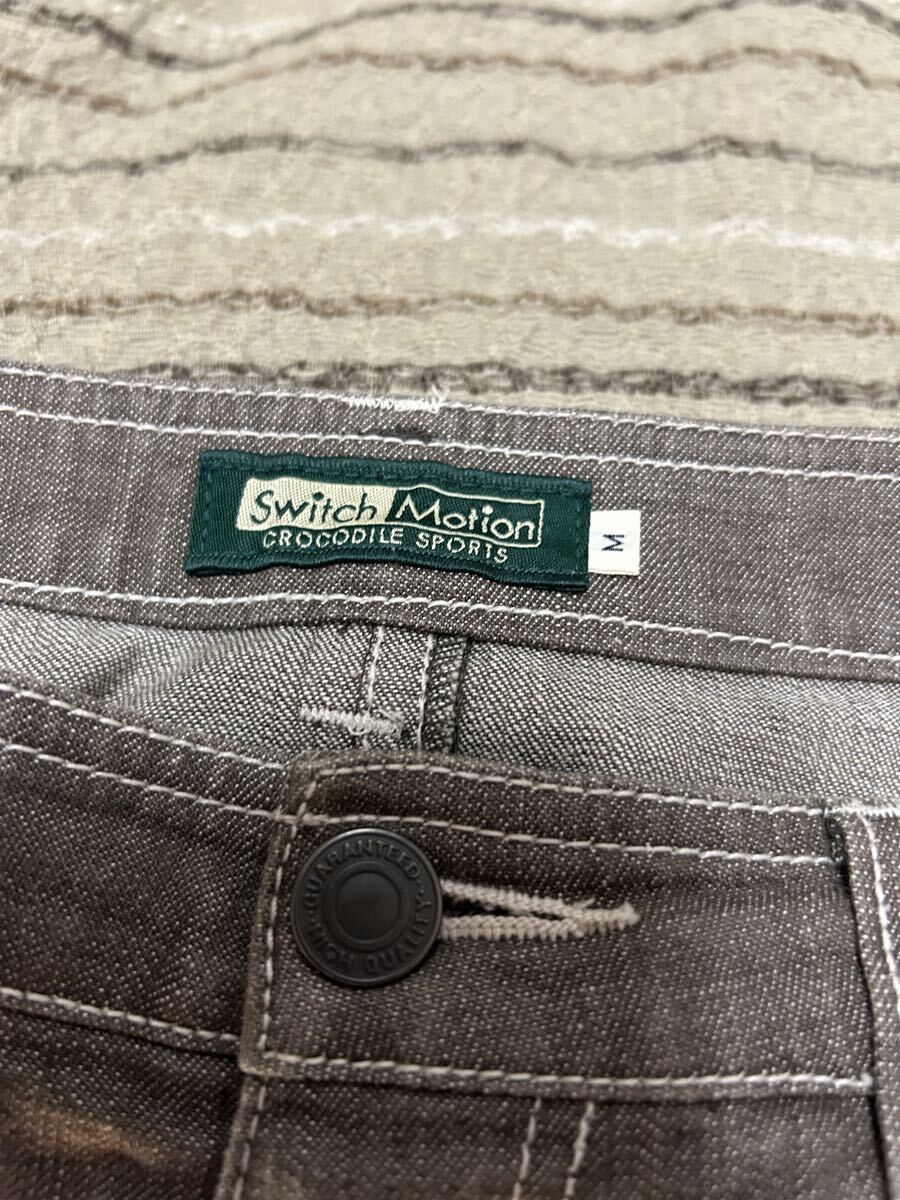 Switch Motion
CROCODILE SPORTS
M
GUARANTEED
HIGH QUALITY